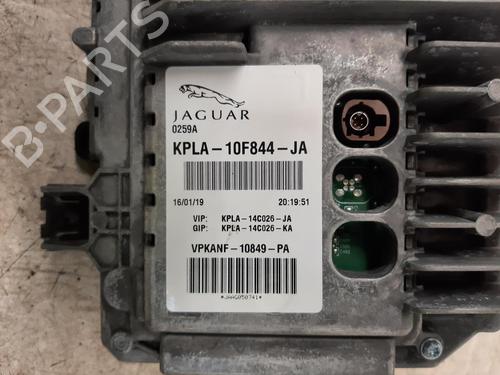 B-PARTS
JAGUAR
0259A
KPLA-10F844-JA
16/01/19 20:19:51
VIP: KPLA-14C026-JA
GIP: KPLA-14C026-KA
VPKANF-10849-PA
*JAAG050741*